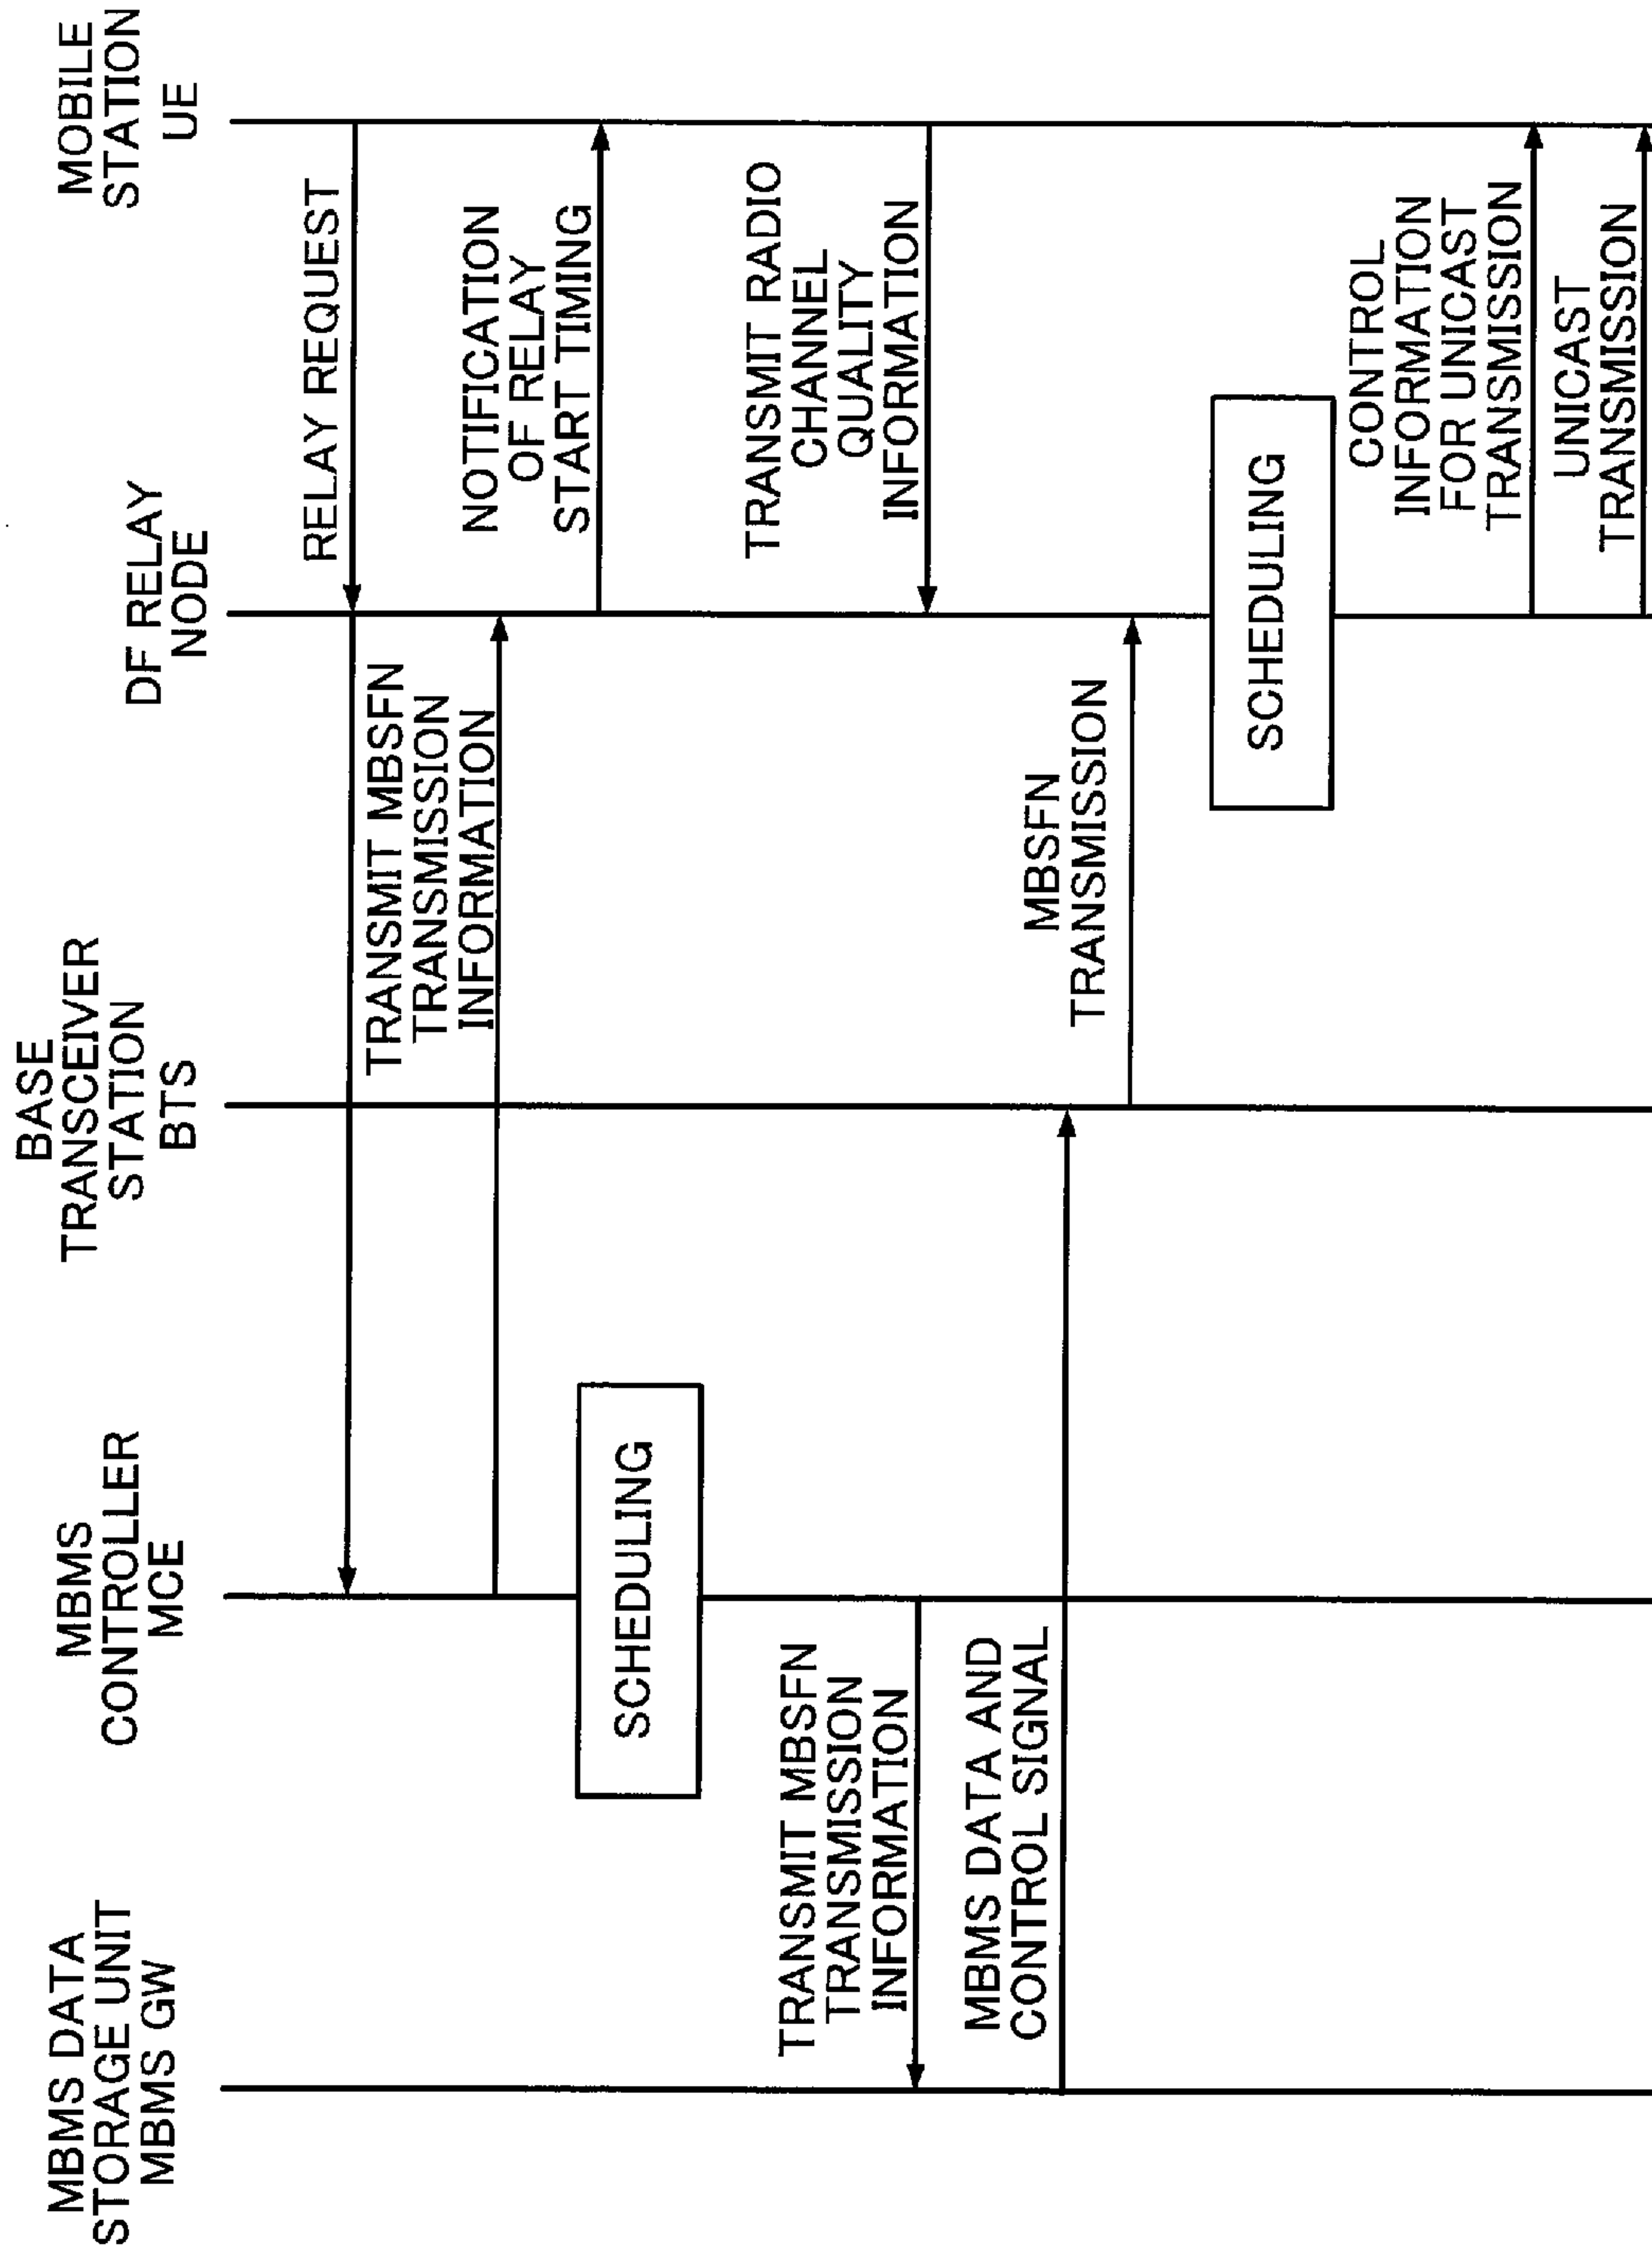 MBMS DATA
STORAGE UNIT
MBMS GW
MBMS
CONTROLLER
MCE
BASE
TRANSCEIVER
STATION
BTS
DF RELAY
NODE
MOBILE
STATION
UE
RELAY REQUEST
TRANSMIT MBSFN
TRANSMISSION
INFORMATION
NOTIFICATION
OF RELAY
START TIMING
SCHEDULING
TRANSMIT MBSFN
TRANSMISSION
INFORMATION
TRANSMIT RADIO
CHANNEL
QUALITY
INFORMATION
MBMS DATA AND
CONTROL SIGNAL
MBSFN
TRANSMISSION
SCHEDULING
CONTROL
INFORMATION
FOR UNICAST
TRANSMISSION
UNICAST
TRANSMISSION